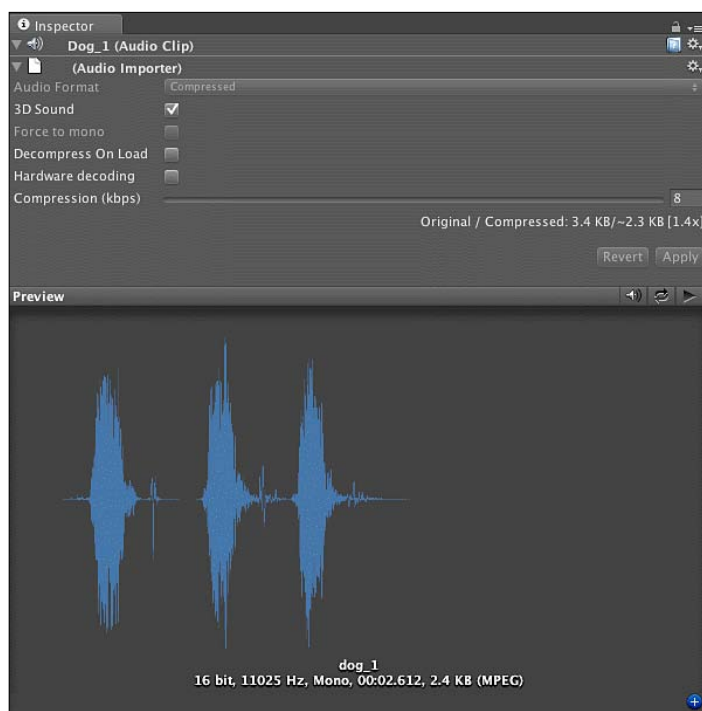 Inspector
Dog_1 (Audio Clip)
(Audio Importer)
Audio Format Compressed
3D Sound
Force to mono
Decompress On Load
Hardware decoding
Compression (kbps) 8
Original / Compressed: 3.4 KB/~2.3 KB [1.4x]
Revert Apply
Preview
dog_1
16 bit, 11025 Hz, Mono, 00:02.612, 2.4 KB (MPEG)